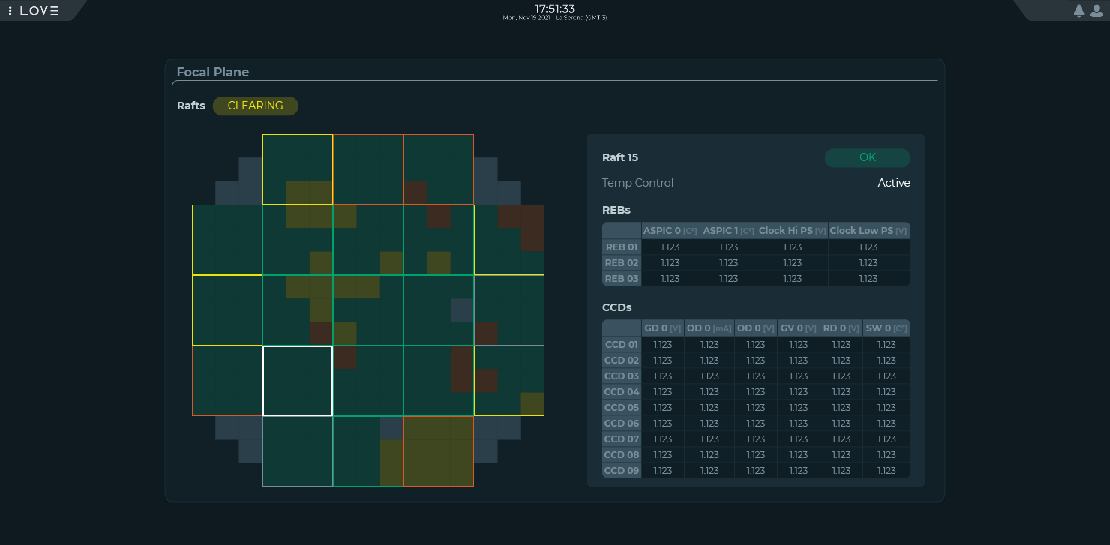 LOVE
17:51:33
Mon, Nov 19 2021 - La Serena (GMT-3)
Focal Plane
Rafts CLEARING
Raft 15 OK
Temp Control Active
REBs
ASPIC 0 [C°] ASPIC 1 [C°] Clock Hi PS [V] Clock Low PS [V]
REB 01 1.123 1.123 1.123 1.123
REB 02 1.123 1.123 1.123 1.123
REB 03 1.123 1.123 1.123 1.123
CCDs
GD 0 [V] OD 0 [mA] OD 0 [V] GV 0 [V] RD 0 [V] SW 0 [C°]
CCD 01 1.123 1.123 1.123 1.123 1.123 1.123
CCD 02 1.123 1.123 1.123 1.123 1.123 1.123
CCD 03 1.123 1.123 1.123 1.123 1.123 1.123
CCD 04 1.123 1.123 1.123 1.123 1.123 1.123
CCD 05 1.123 1.123 1.123 1.123 1.123 1.123
CCD 06 1.123 1.123 1.123 1.123 1.123 1.123
CCD 07 1.123 1.123 1.123 1.123 1.123 1.123
CCD 08 1.123 1.123 1.123 1.123 1.123 1.123
CCD 09 1.123 1.123 1.123 1.123 1.123 1.123